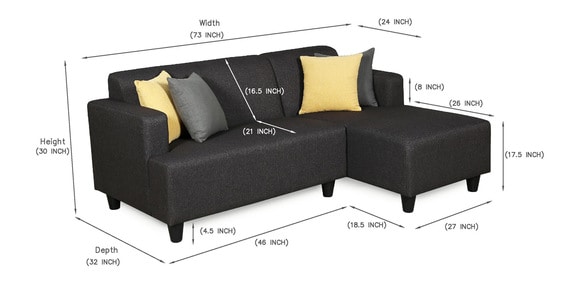 Width
(73 INCH)
(24 INCH)
(16.5 INCH)
(8 INCH)
(26 INCH)
(21 INCH)
Height
(30 INCH)
(17.5 INCH)
(4.5 INCH)
(18.5 INCH)
(27 INCH)
(46 INCH)
Depth
(32 INCH)